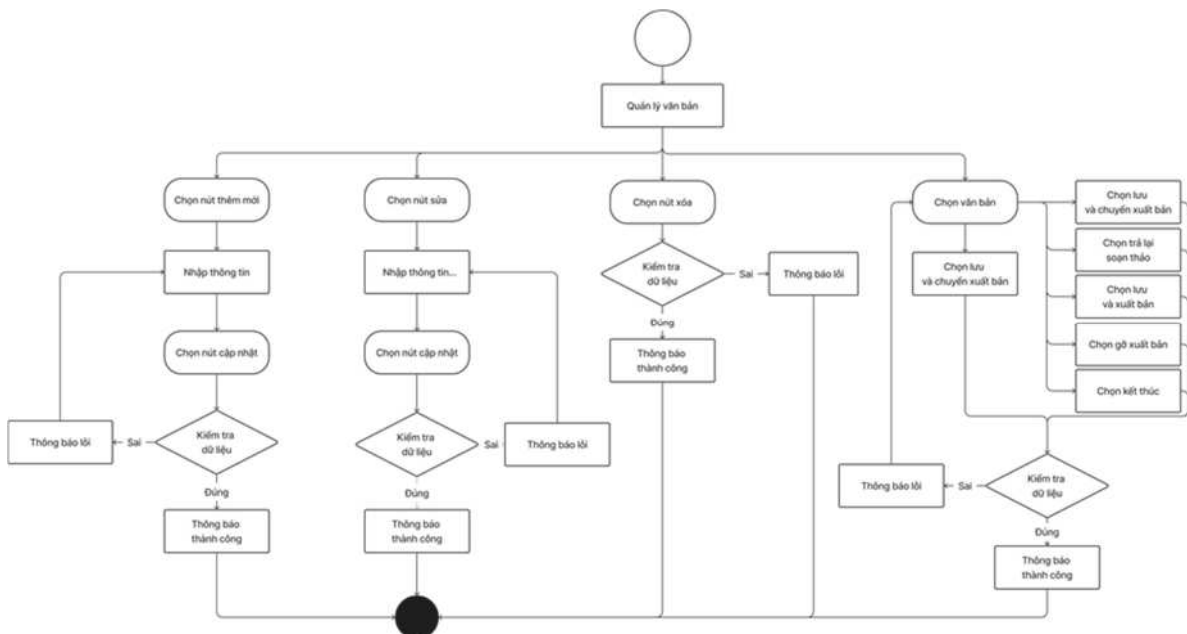 Quản lý văn bản
Chọn nút thêm mới
Chọn nút sửa
Chọn nút xóa
Chọn văn bản
Chọn lưu
và chuyển xuất bản
Chọn trả lại
soạn thảo
Chọn lưu
và xuất bản
Chọn gỡ xuất bản
Chọn kết thúc
Nhập thông tin
Nhập thông tin...
Kiểm tra
dữ liệu
Sai
Thông báo lỗi
Chọn lưu
và chuyển xuất bản
Đúng
Thông báo
thành công
Chọn nút cập nhật
Chọn nút cập nhật
Thông báo lỗi
Sai
Kiểm tra
dữ liệu
Kiểm tra
dữ liệu
Sai
Thông báo lỗi
Thông báo lỗi
Sai
Kiểm tra
dữ liệu
Đúng
Thông báo
thành công
Đúng
Thông báo
thành công
Đúng
Thông báo
thành công